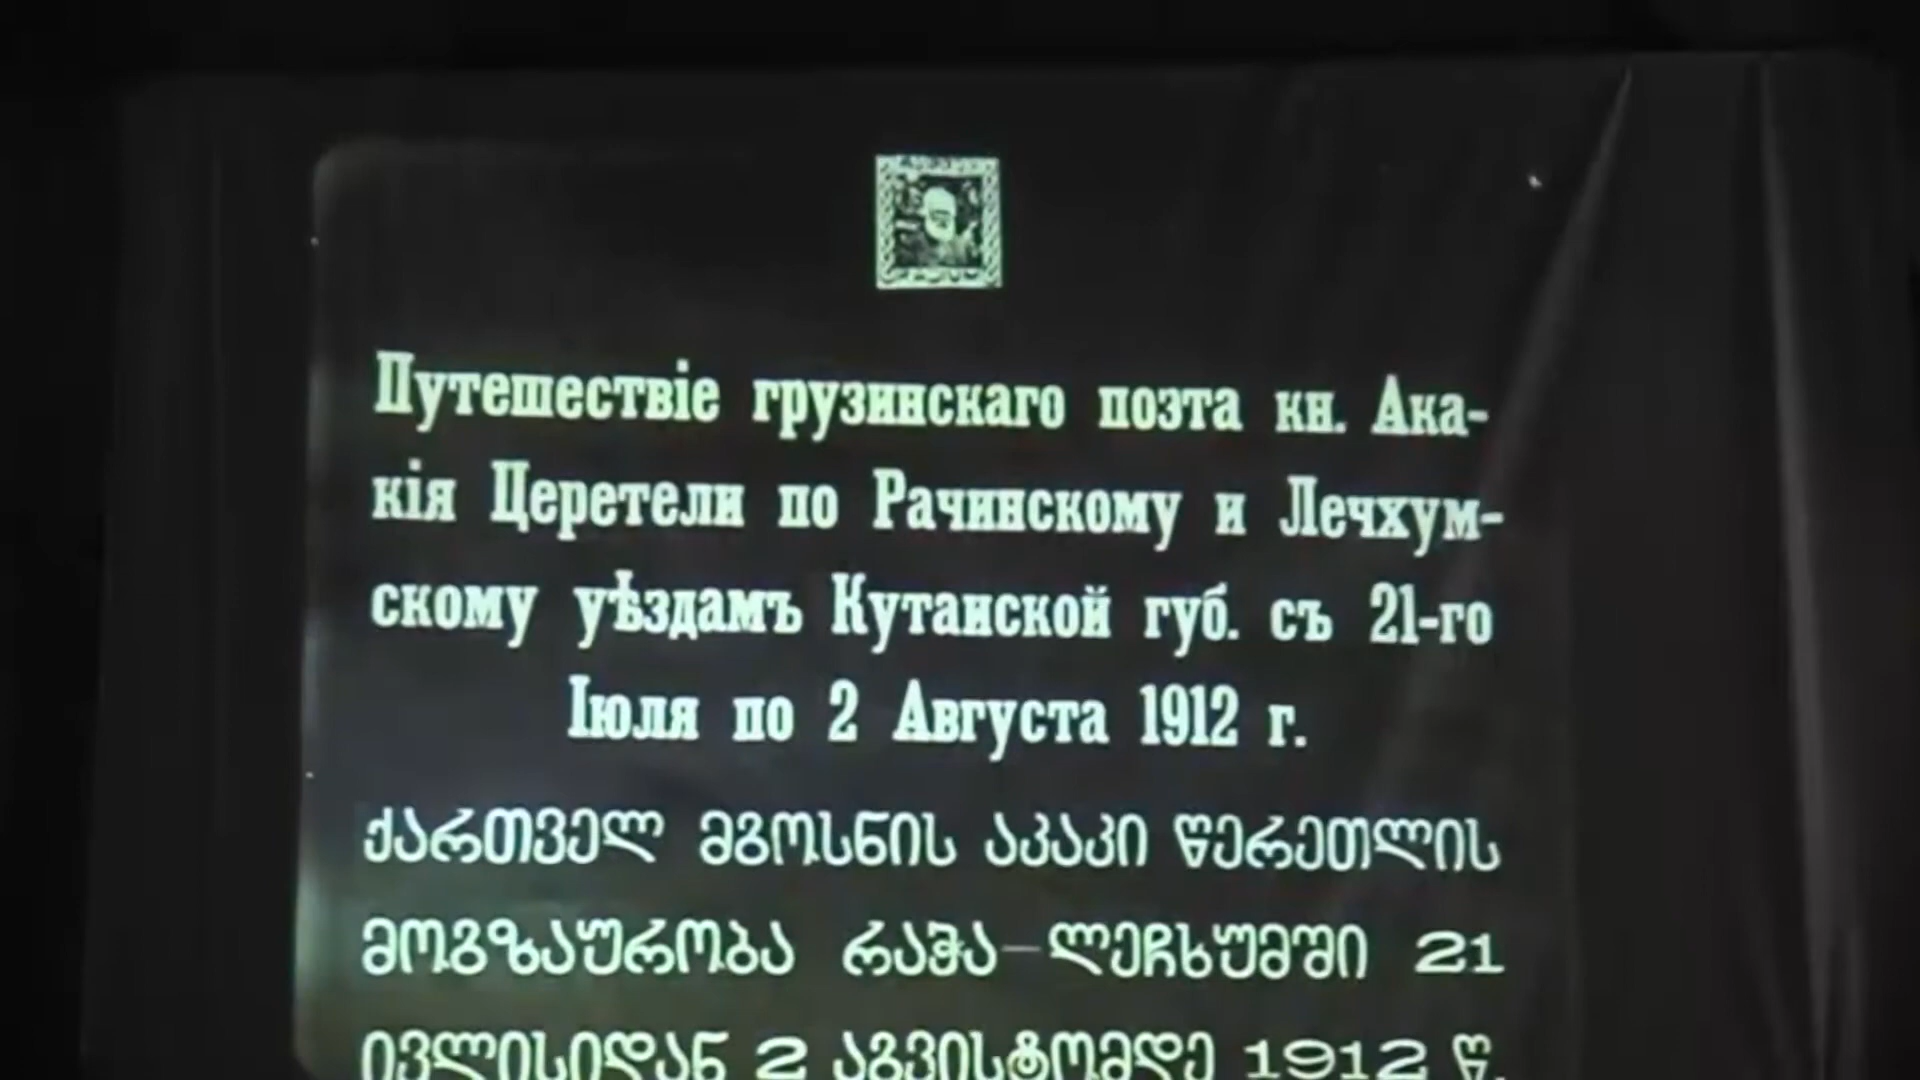 Путешествіе грузинскаго поэта кн. Ака-
кія Церетели по Рачинскому и Лечхум-
скому уѣздамъ Кутаиской губ. съ 21-го
Іюля по 2 Августа 1912 г.
ქართველ მგოსნის აკაკი წერეთლის
მოგზაურობა რაჭა-ლეჩხუმში 21
ივლისიდან 2 აგვისტომდე 1912 წ.